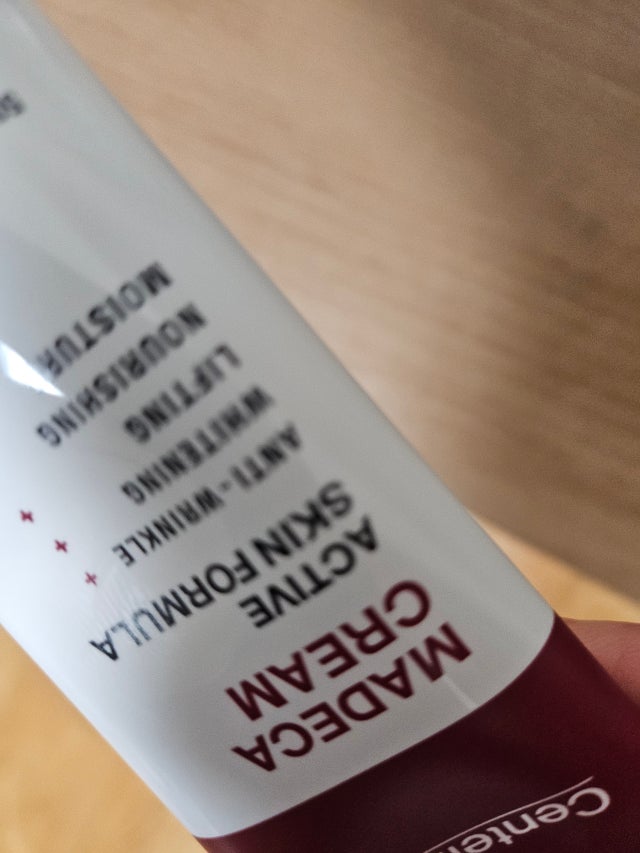 MADECA
CREAM
ACTIVE
SKIN FORMULA
ANTI-WRINKLE
WHITENING
LIFTING
NOURISHING